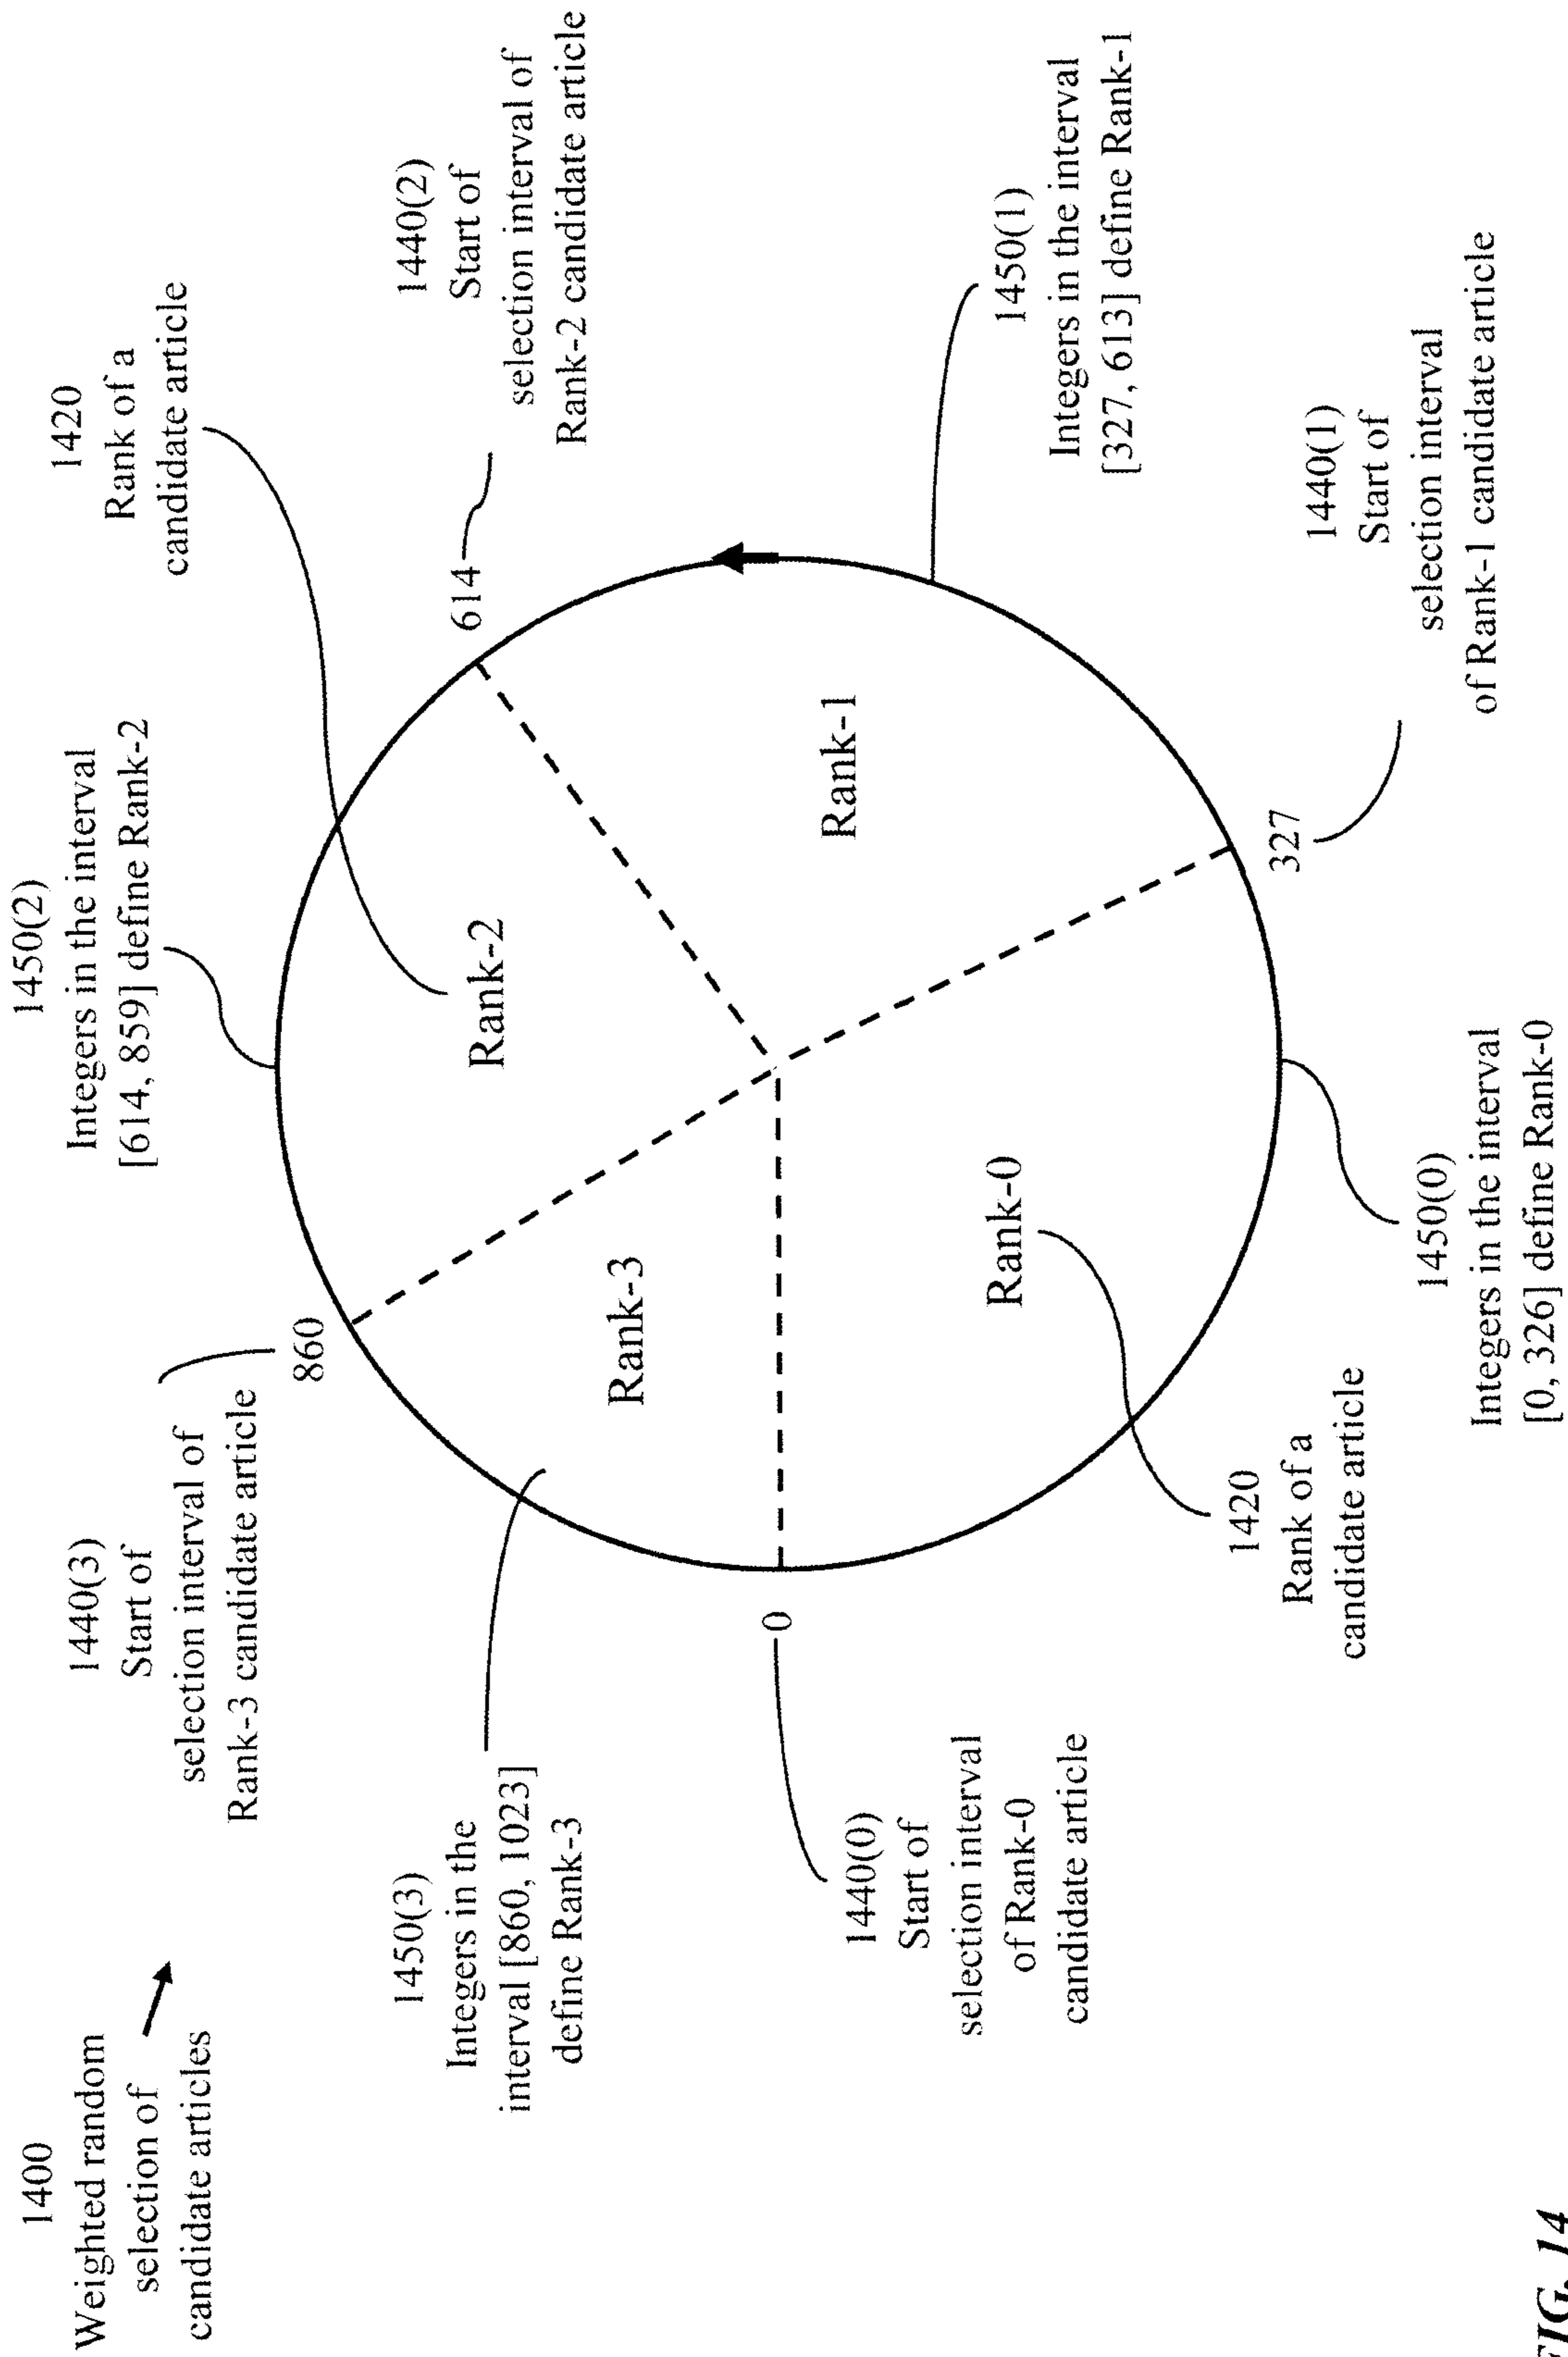 1400
Weighted random
selection of
candidate articles
1440(3)
Start of
selection interval of
Rank-3 candidate article
860
1450(2)
Integers in the interval
[614, 859] define Rank-2
1420
Rank of a
candidate article
1440(2)
Start of
selection interval of
Rank-2 candidate article
614
1450(3)
Integers in the
interval [860, 1023]
define Rank-3
Rank-3
Rank-2
Rank-1
Rank-0
0
1440(0)
Start of
selection interval
of Rank-0
candidate article
1450(1)
Integers in the interval
[327, 613] define Rank-1
327
1440(1)
Start of
selection interval
of Rank-1 candidate article
1420
Rank of a
candidate article
1450(0)
Integers in the interval
[0, 326] define Rank-0
FIG. 14